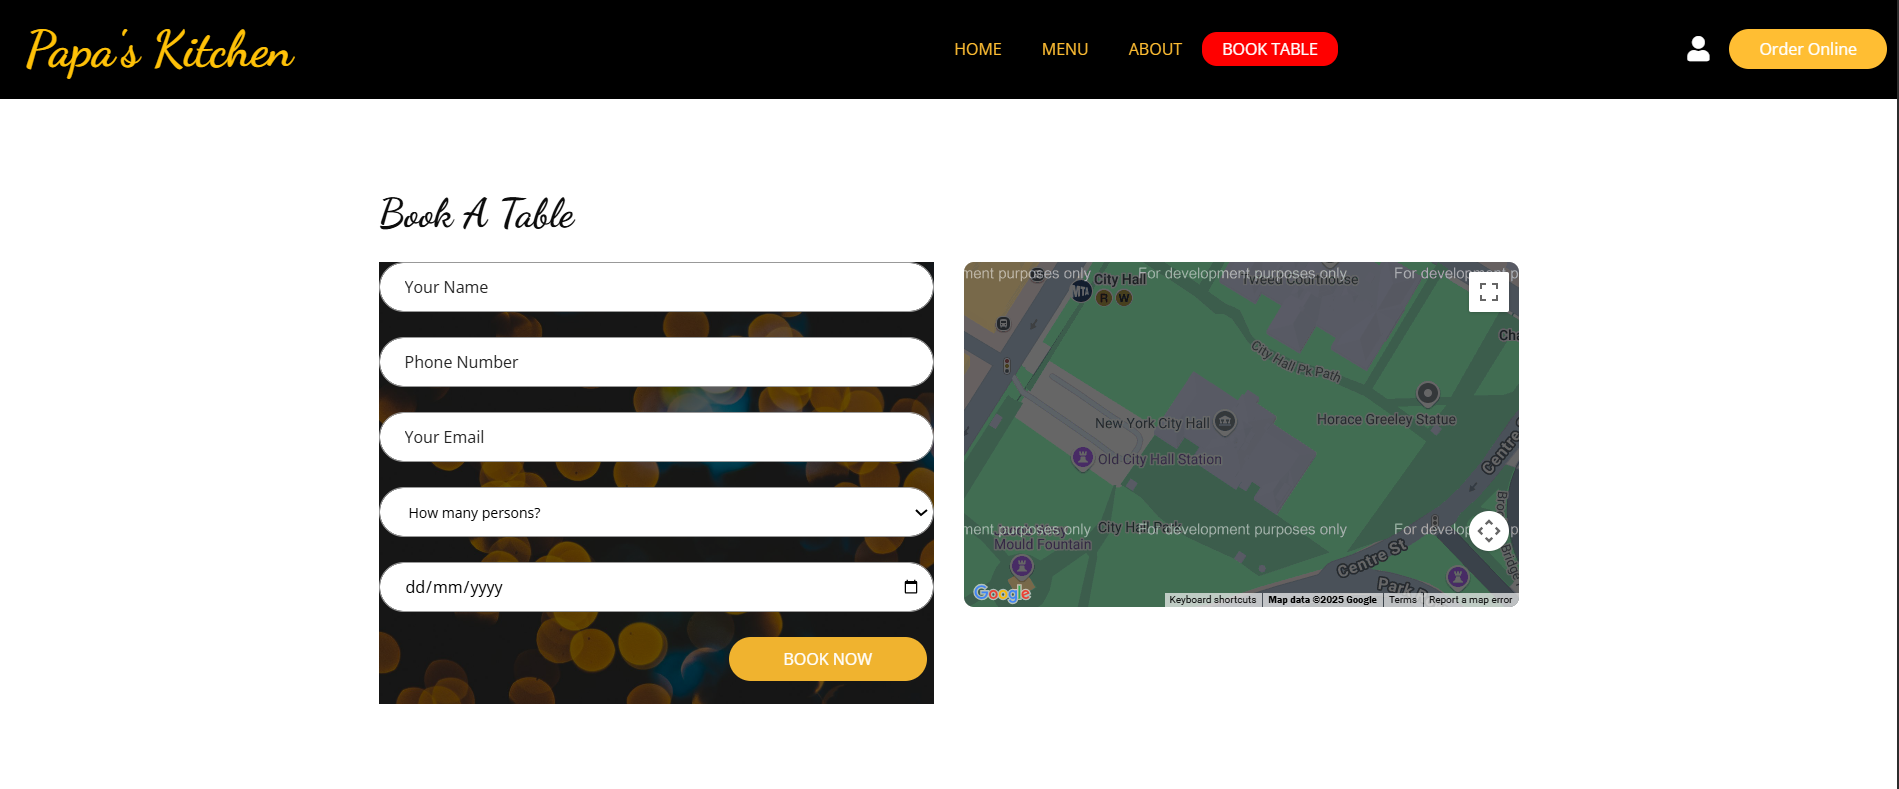 Papa's Kitchen
HOME
MENU
ABOUT
BOOK TABLE
Order Online
Book A Table
Your Name
Phone Number
Your Email
How many persons?
dd/mm/yyyy
BOOK NOW
ment purposes only
For development purposes only
For develop
City Hall
Tweed Courthouse
MTA
R
W
City Hall Pk Path
New York City Hall
Horace Greeley Statue
Old City Hall Station
Centre
ment purposes only
City Hall Park
For development purposes only
For develop
Mould Fountain
Centre St
Park
Bridge
Google
Keyboard shortcuts
Map data ©2025 Google
Terms
Report a map error